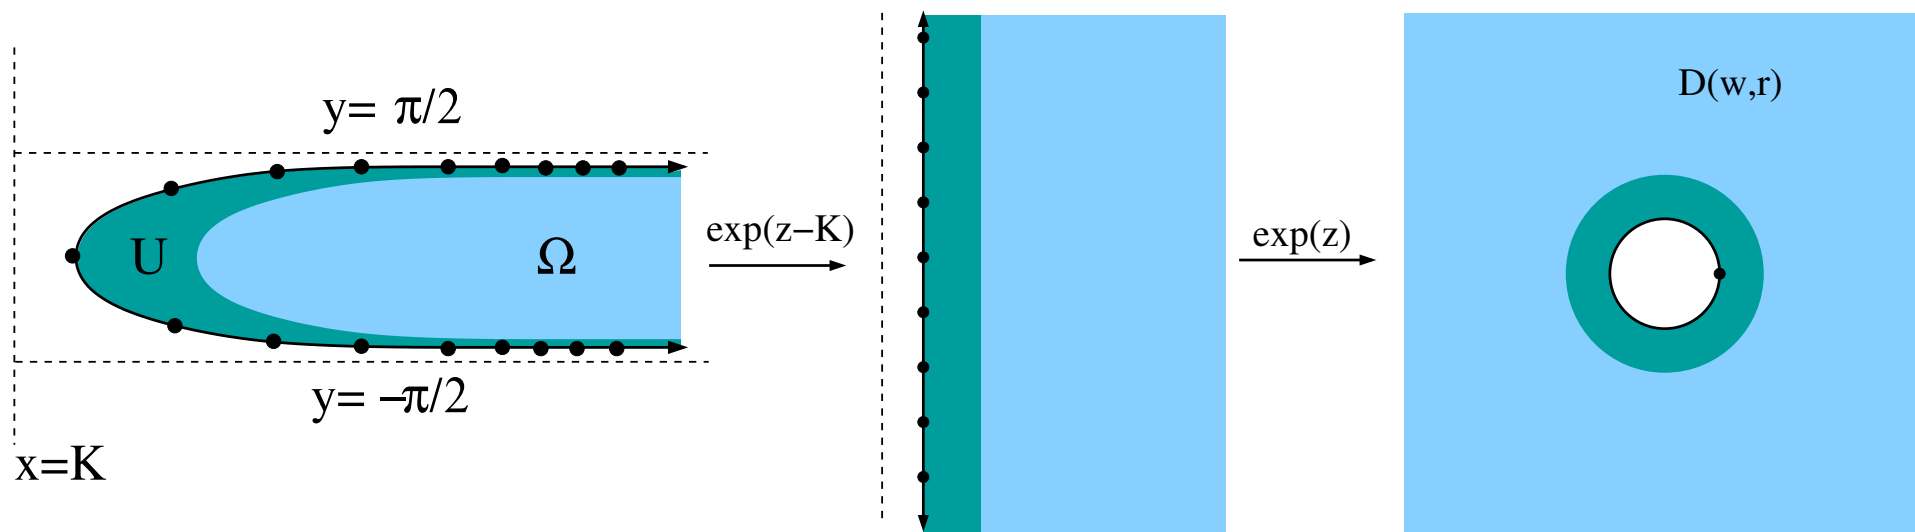 y= π/2
U
Ω
y= −π/2
x=K
exp(z−K)
exp(z)
D(w,r)